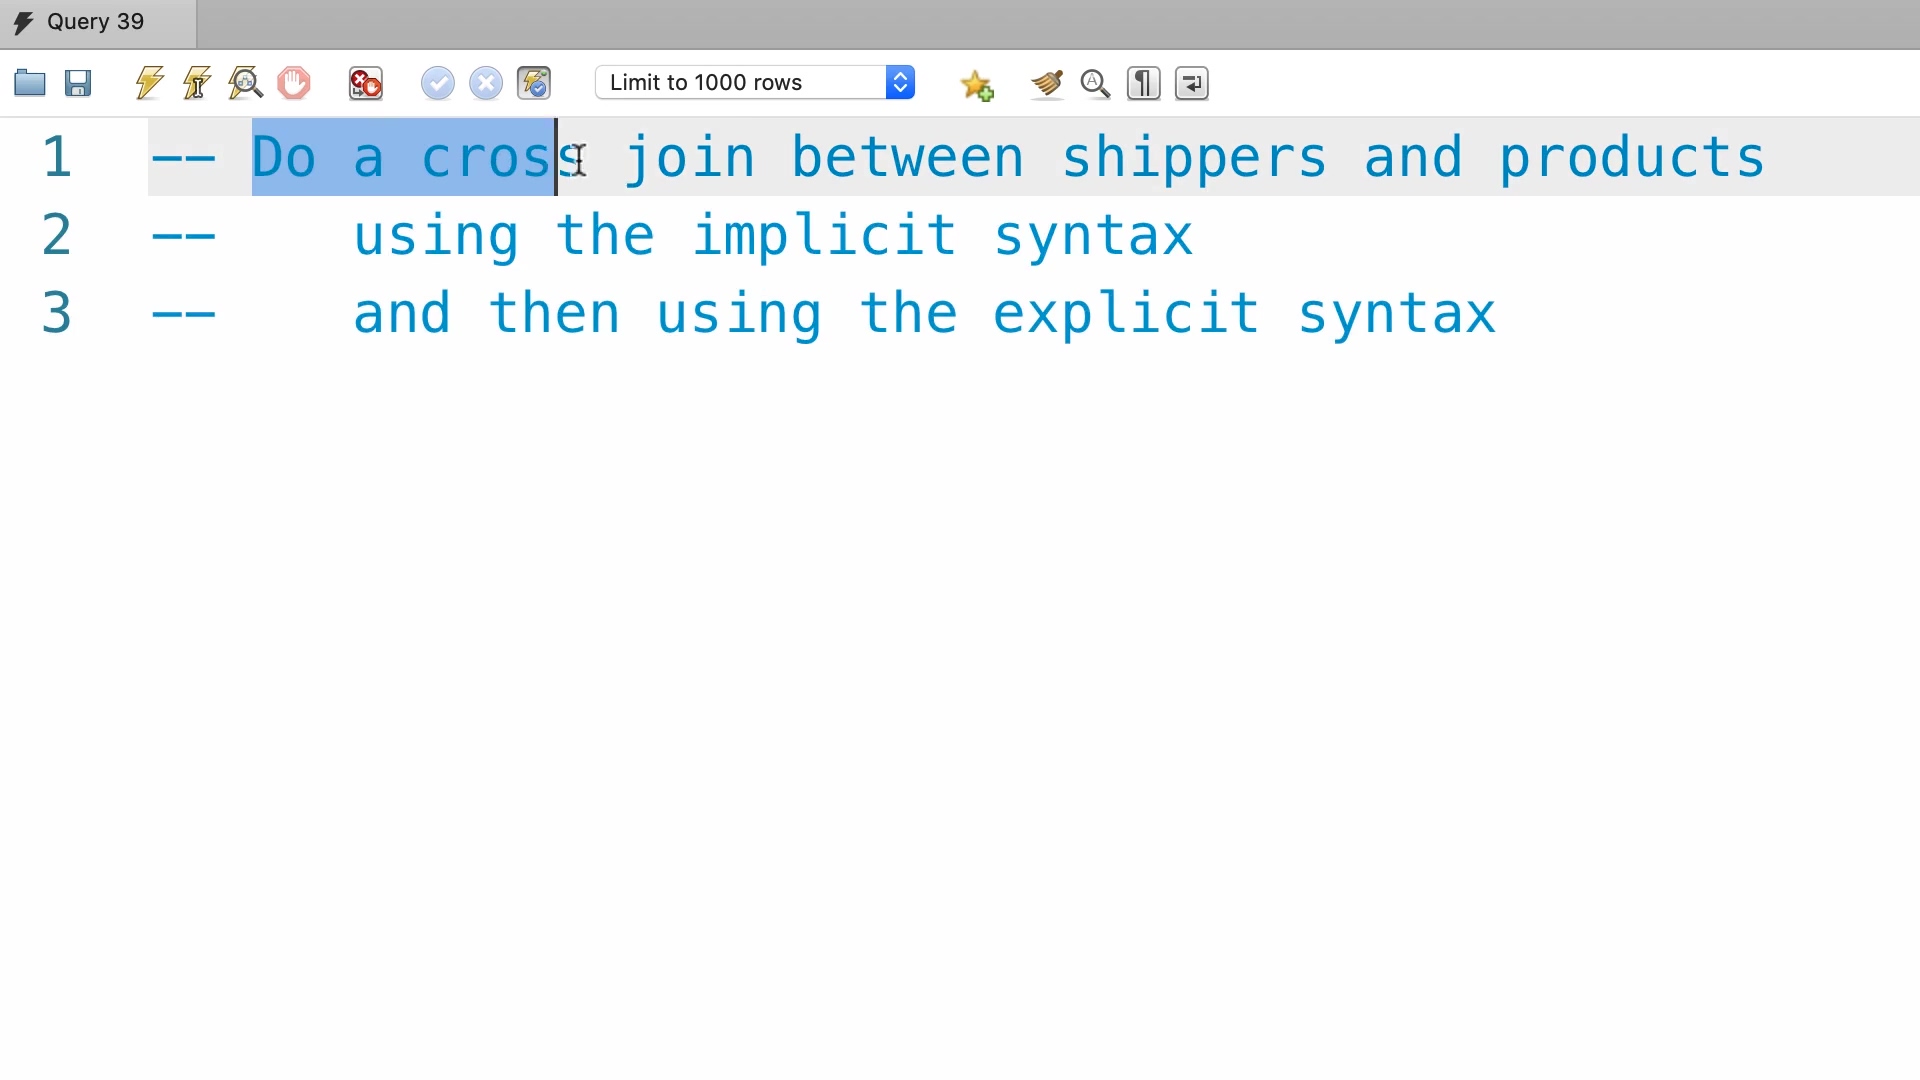 Query 39
Limit to 1000 rows
1 -- Do a cross join between shippers and products
2 -- using the implicit syntax
3 -- and then using the explicit syntax